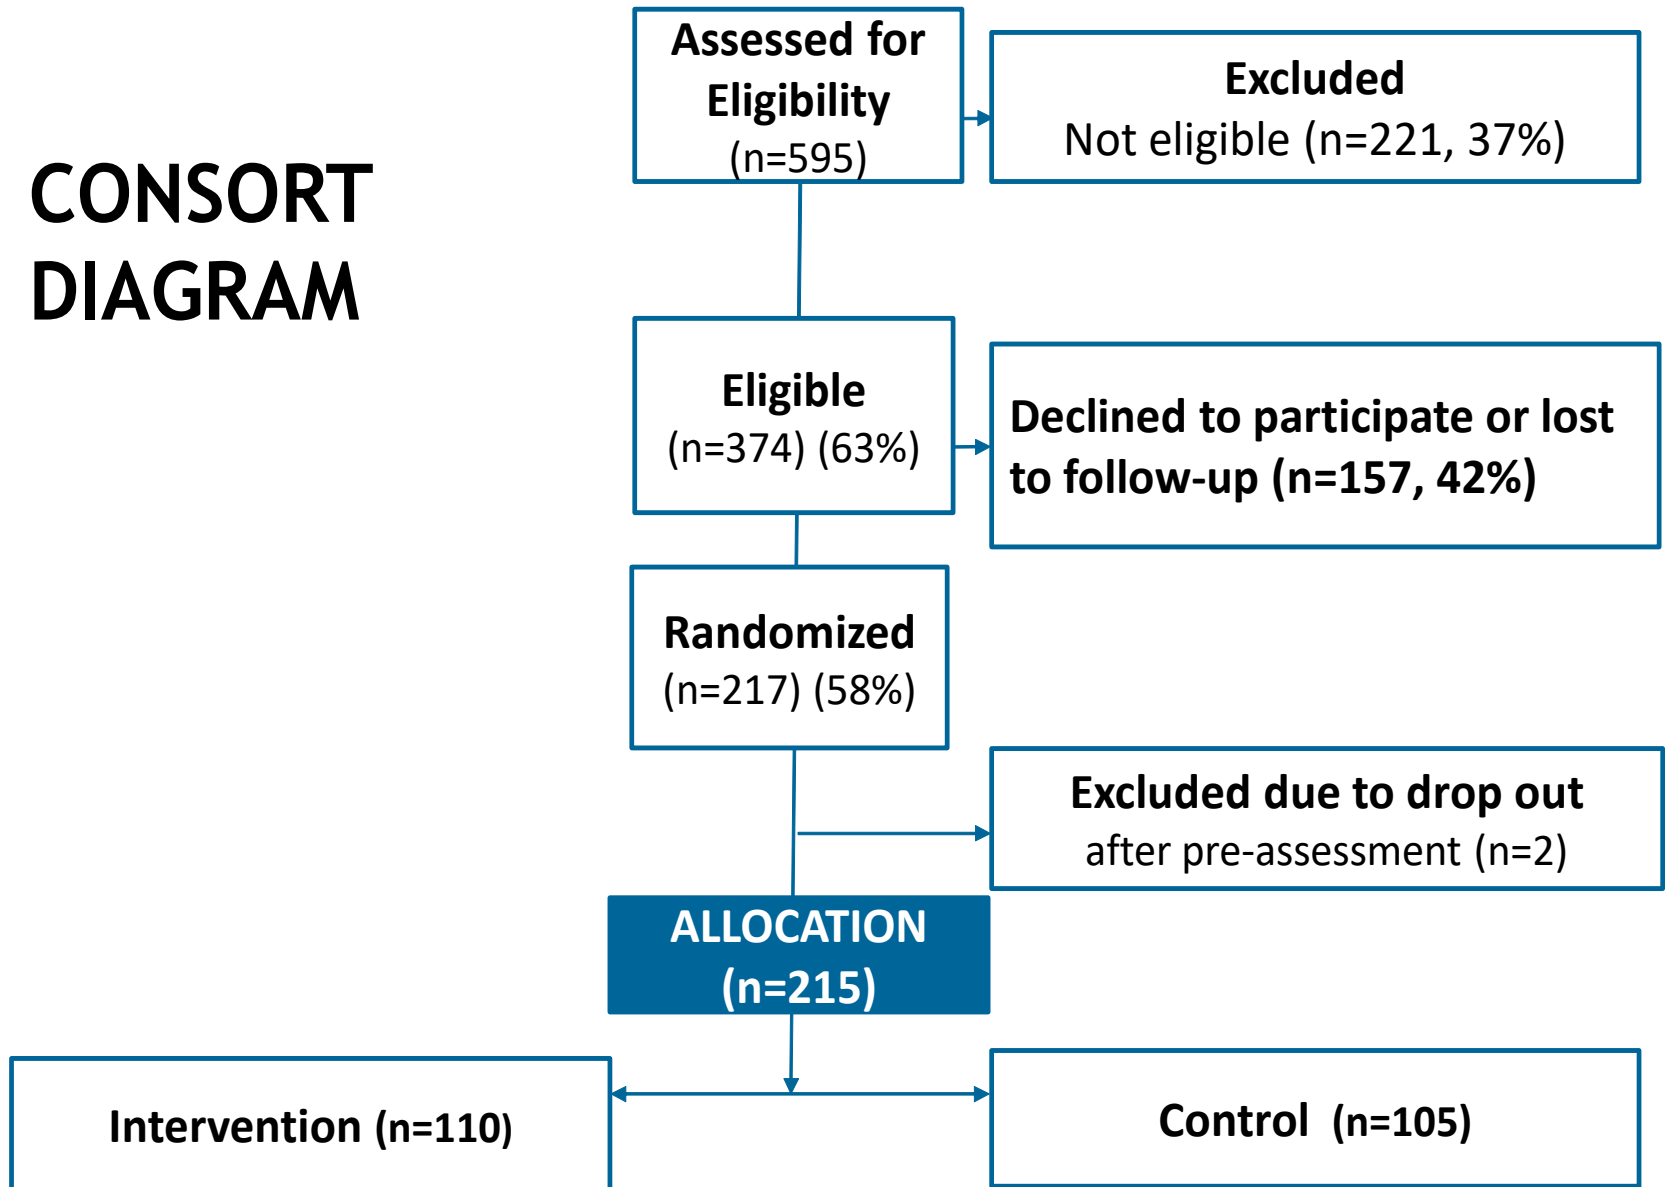 CONSORT
DIAGRAM
Assessed for
Eligibility
(n=595)
Excluded
Not eligible (n=221, 37%)
Eligible
(n=374) (63%)
Declined to participate or lost
to follow-up (n=157, 42%)
Randomized
(n=217) (58%)
Excluded due to drop out
after pre-assessment (n=2)
ALLOCATION
(n=215)
Intervention (n=110)
Control (n=105)